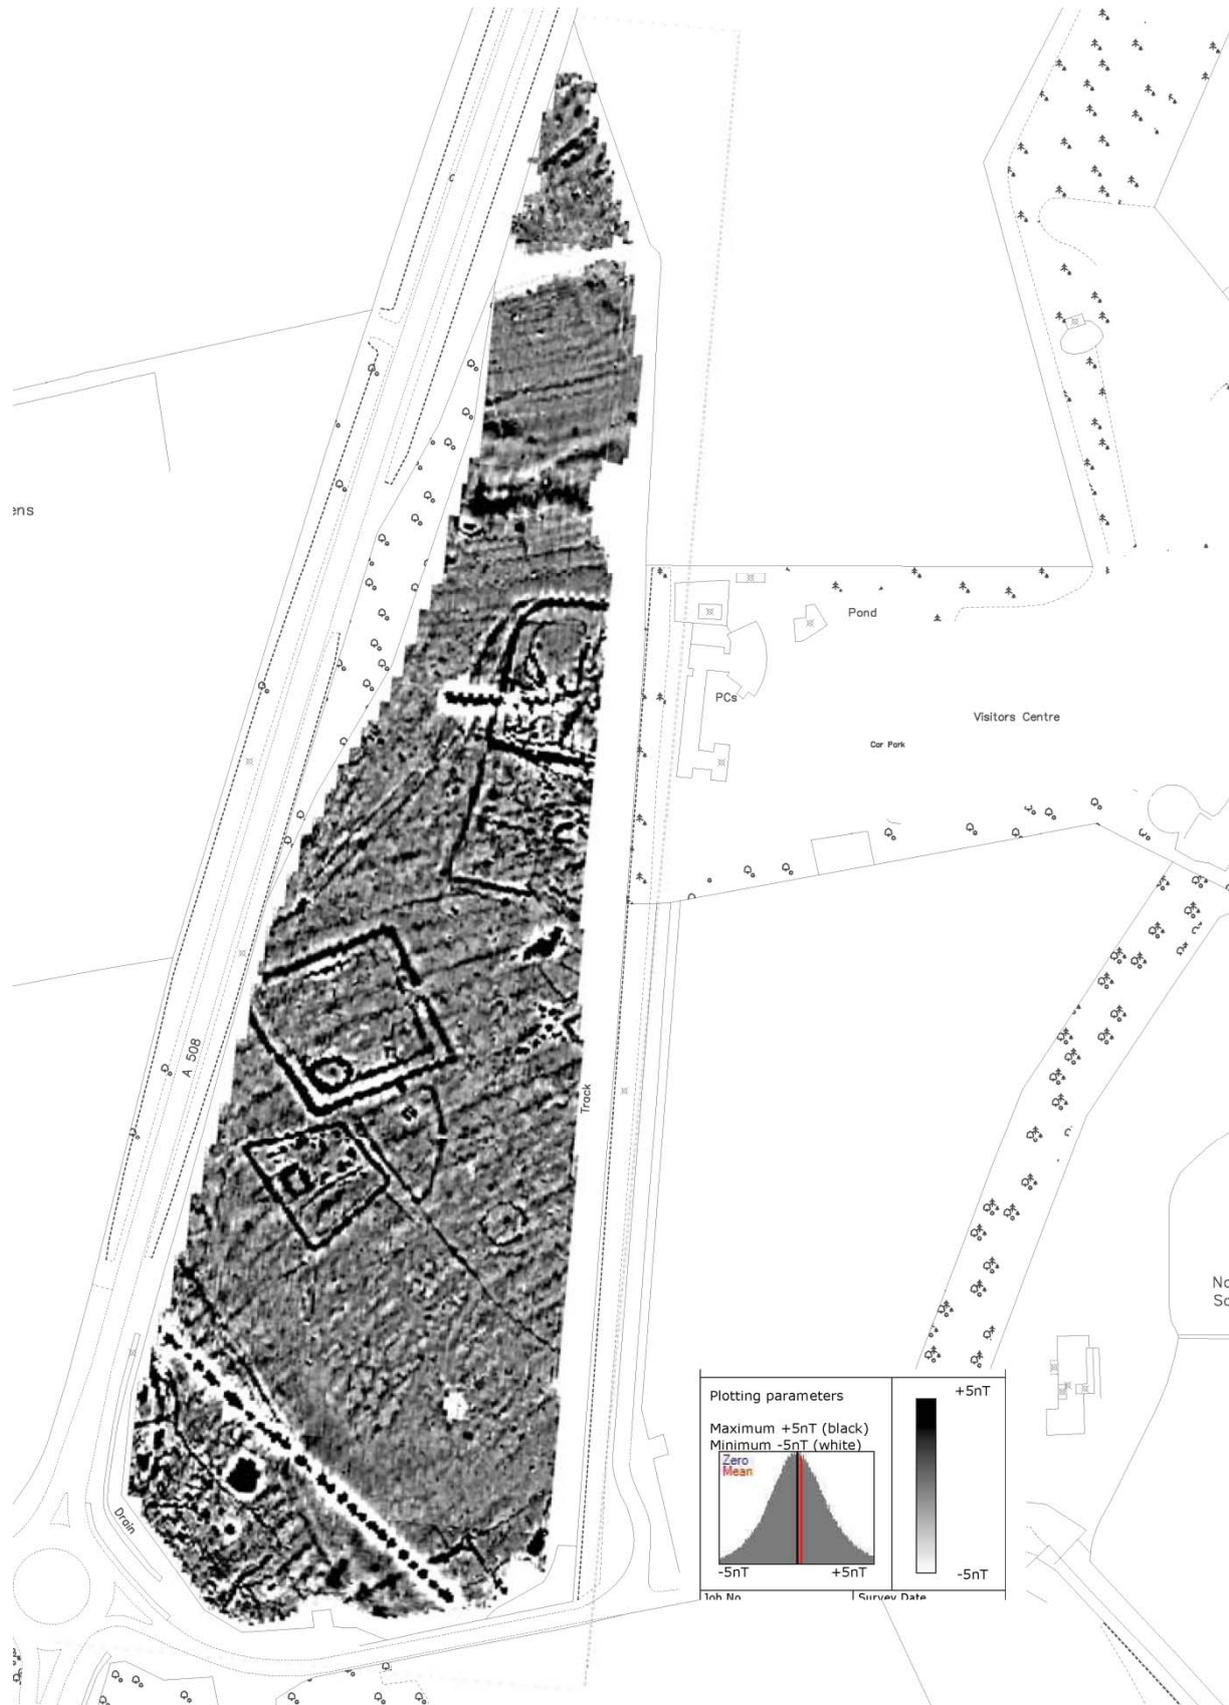 ens
Pond
PCs
Visitors Centre
Car Park
A 508
Track
No
So
Plotting parameters
Maximum +5nT (black)
Minimum -5nT (white)
Zero
Mean
-5nT
+5nT
+5nT
-5nT
Job No
Survey Date
Drain